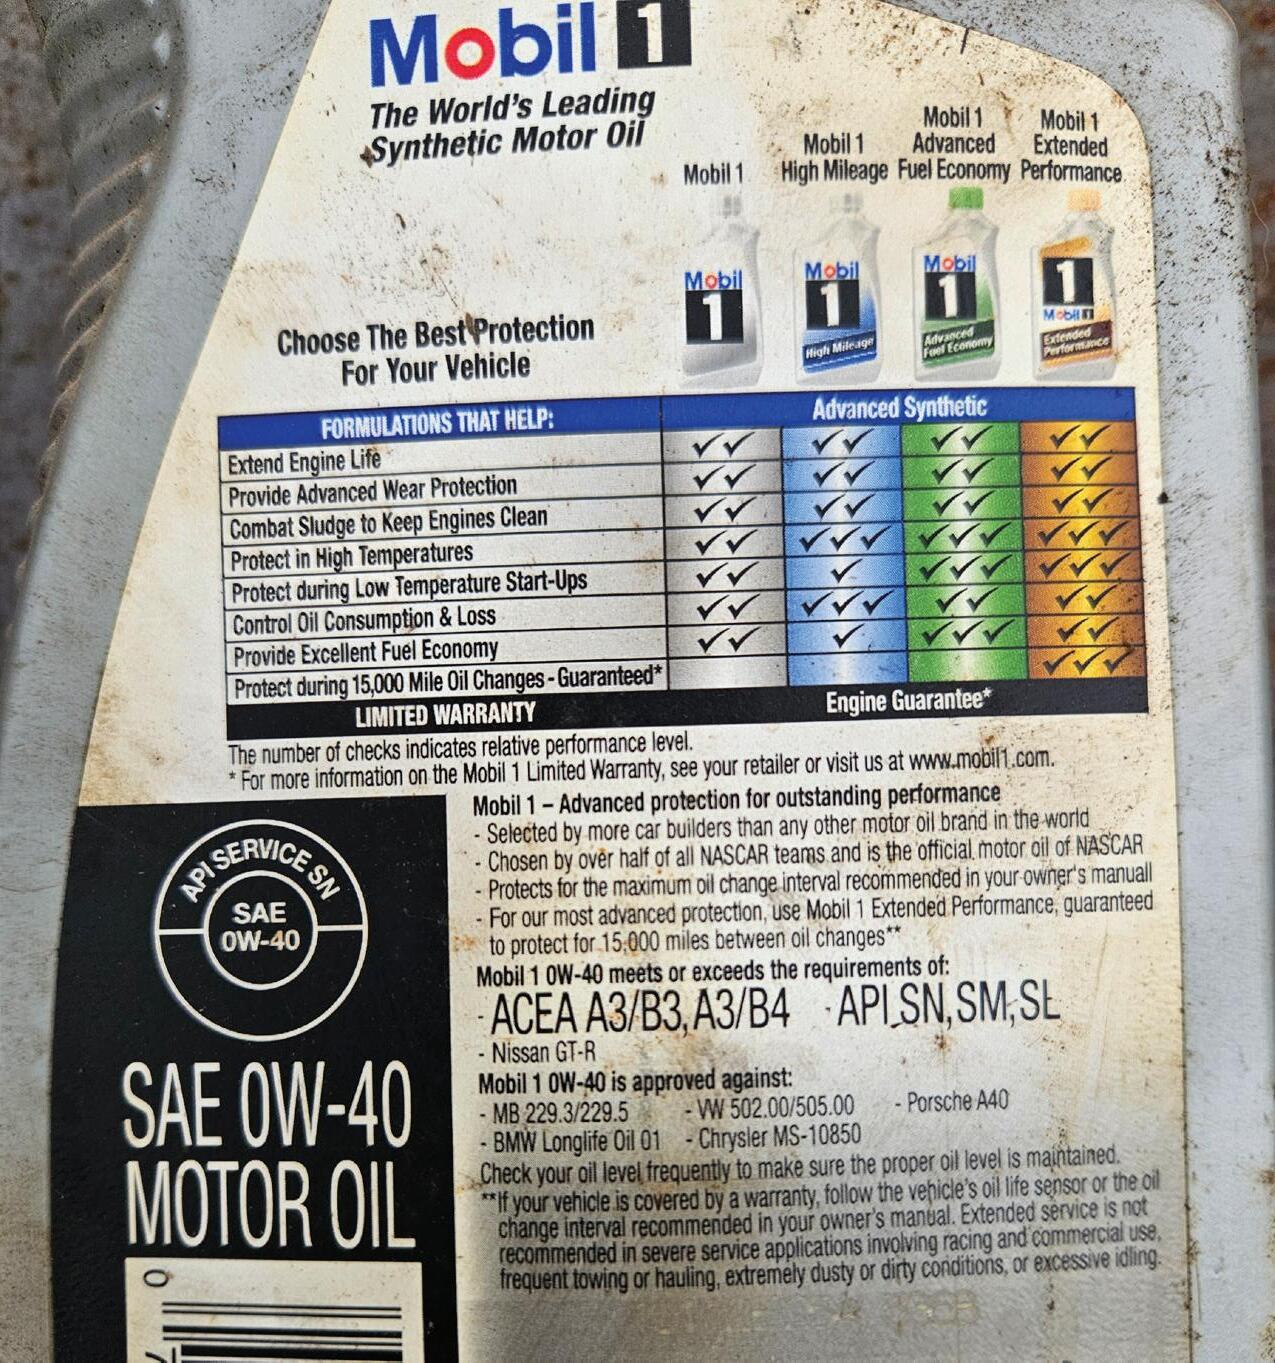 Mobil 1
The World's Leading
Synthetic Motor Oil
Mobil 1
Mobil 1
High Mileage
Mobil 1
Advanced
Fuel Economy
Mobil 1
Extended
Performance
Mobil
1
Mobil
1
High Mileage
Mobil
1
Advanced
Fuel Economy
1
Mobil 1
Extended
Performance
Choose The Best Protection
For Your Vehicle
FORMULATIONS THAT HELP: Advanced Synthetic
Extend Engine Life ✓✓ ✓✓ ✓✓ ✓✓
Provide Advanced Wear Protection ✓✓ ✓✓ ✓✓ ✓✓
Combat Sludge to Keep Engines Clean ✓✓ ✓✓ ✓✓ ✓✓
Protect in High Temperatures ✓✓ ✓✓✓ ✓✓✓ ✓✓✓
Protect during Low Temperature Start-Ups ✓✓ ✓ ✓✓✓ ✓✓✓
Control Oil Consumption & Loss ✓✓ ✓✓✓ ✓✓ ✓✓
Provide Excellent Fuel Economy ✓✓ ✓ ✓✓✓ ✓✓
Protect during 15,000 Mile Oil Changes - Guaranteed* ✓✓✓
LIMITED WARRANTY Engine Guarantee*
The number of checks indicates relative performance level.
* For more information on the Mobil 1 Limited Warranty, see your retailer or visit us at www.mobil1.com.
Mobil 1 – Advanced protection for outstanding performance
- Selected by more car builders than any other motor oil brand in the world
- Chosen by over half of all NASCAR teams and is the official motor oil of NASCAR
- Protects for the maximum oil change interval recommended in your owner's manuall
- For our most advanced protection, use Mobil 1 Extended Performance, guaranteed
to protect for 15,000 miles between oil changes**
Mobil 1 0W-40 meets or exceeds the requirements of:
- ACEA A3/B3, A3/B4 - API SN, SM, SL
- Nissan GT-R
Mobil 1 0W-40 is approved against:
- MB 229.3/229.5 - VW 502.00/505.00 - Porsche A40
- BMW Longlife Oil 01 - Chrysler MS-10850
Check your oil level frequently to make sure the proper oil level is maintained.
**If your vehicle is covered by a warranty, follow the vehicle's oil life sensor or the oil
change interval recommended in your owner's manual. Extended service is not
recommended in severe service applications involving racing and commercial use,
frequent towing or hauling, extremely dusty or dirty conditions, or excessive idling.
API SERVICE SN
SAE
0W-40
SAE 0W-40
MOTOR OIL
0